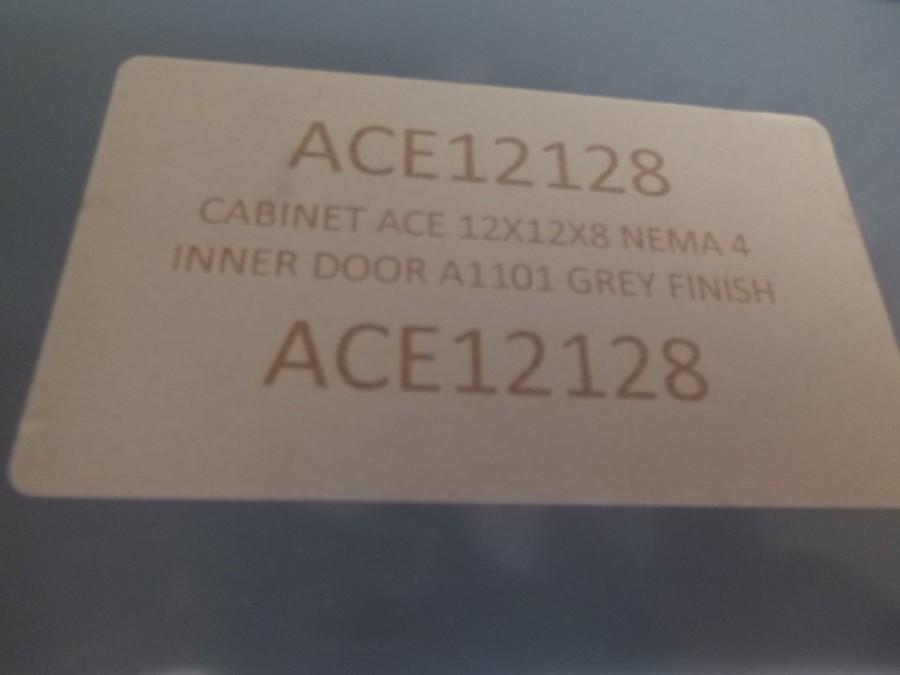 ACE12128
CABINET ACE 12X12X8 NEMA 4
INNER DOOR A1101 GREY FINISH
ACE12128